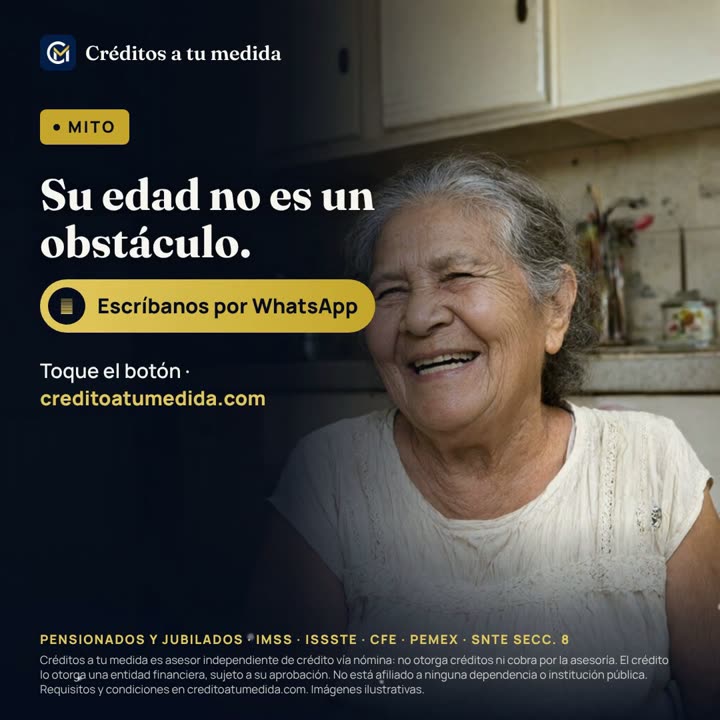 Créditos a tu medida
• MITO
Su edad no es un
obstáculo.
Escríbanos por WhatsApp
Toque el botón ·
creditoatumedida.com
PENSIONADOS Y JUBILADOS · IMSS · ISSSTE · CFE · PEMEX · SNTE SECC. 8
Créditos a tu medida es asesor independiente de crédito vía nómina: no otorga créditos ni cobra por la asesoría. El crédito
lo otorga una entidad financiera, sujeto a su aprobación. No está afiliado a ninguna dependencia o institución pública.
Requisitos y condiciones en creditoatumedida.com. Imágenes ilustrativas.